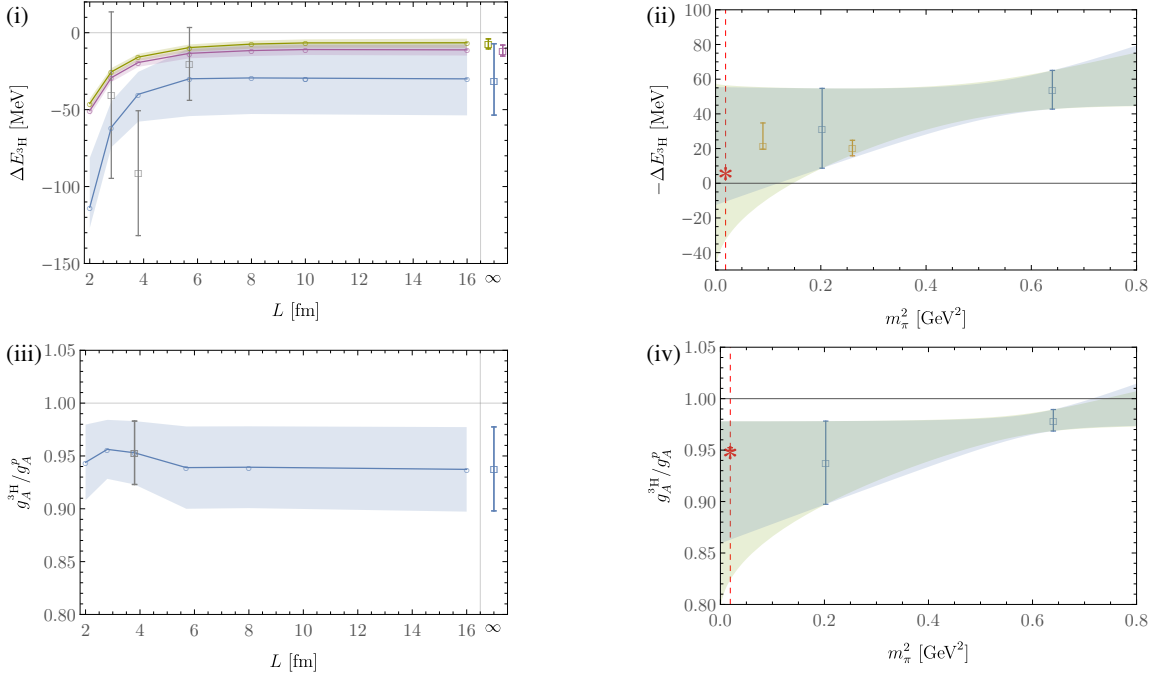 (i)
0
−50
−100
−150
ΔE³H [MeV]
2 4 6 8 10 12 14 16 ∞
L [fm]
(ii)
100
80
60
40
20
0
−20
−40
−ΔE³H [MeV]
0.0 0.2 0.4 0.6 0.8
m²π [GeV²]
(iii)
1.05
1.00
0.95
0.90
0.85
0.80
g³HA/gpA
2 4 6 8 10 12 14 16 ∞
L [fm]
(iv)
1.05
1.00
0.95
0.90
0.85
0.80
g³HA/gpA
0.0 0.2 0.4 0.6 0.8
m²π [GeV²]